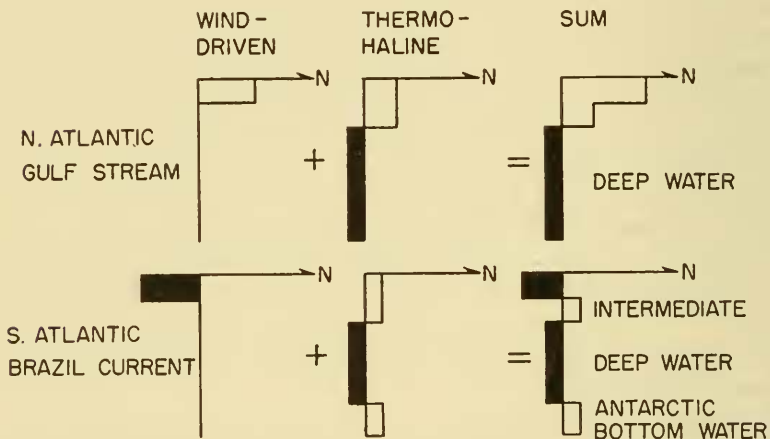 WIND-
DRIVEN
THERMO-
HALINE
SUM
N
N
N
N. ATLANTIC
GULF STREAM
+
=
DEEP WATER
N
N
N
S. ATLANTIC
BRAZIL CURRENT
+
=
INTERMEDIATE
DEEP WATER
ANTARCTIC
BOTTOM WATER